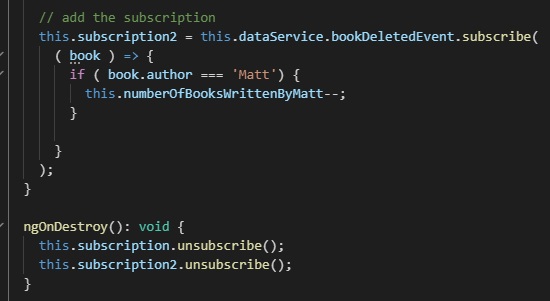 // add the subscription
this.subscription2 = this.dataService.bookDeletedEvent.subscribe(
( book ) => {
if ( book.author === 'Matt') {
this.numberOfBooksWrittenByMatt--;
}
}
);
}
ngOnDestroy(): void {
this.subscription.unsubscribe();
this.subscription2.unsubscribe();
}